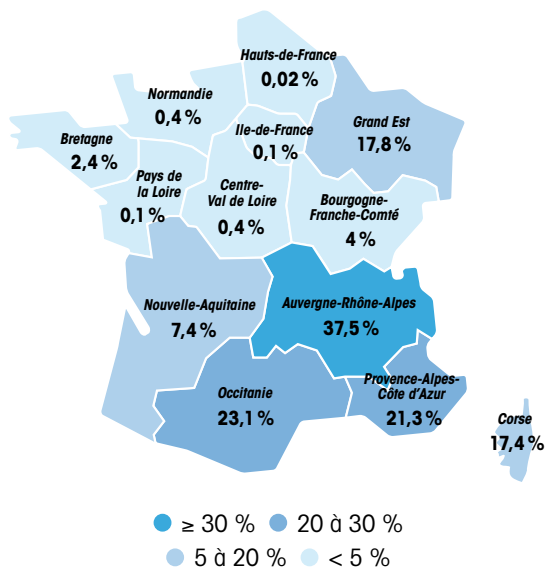 Hauts-de-France
0,02 %
Normandie
0,4 %
Ile-de-France
0,1 %
Grand Est
17,8 %
Bretagne
2,4 %
Pays de
la Loire
0,1 %
Centre-
Val de Loire
0,4 %
Bourgogne-
Franche-Comté
4 %
Nouvelle-Aquitaine
7,4 %
Auvergne-Rhône-Alpes
37,5 %
Occitanie
23,1 %
Provence-Alpes-
Côte d'Azur
21,3 %
Corse
17,4 %
≥ 30 %
20 à 30 %
5 à 20 %
< 5 %